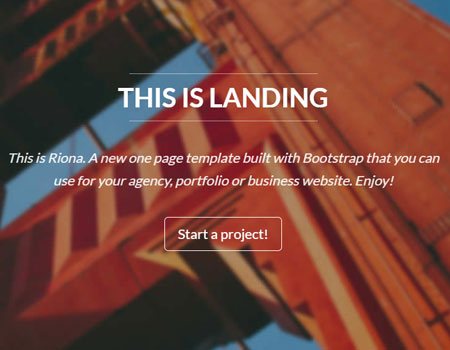 THIS IS LANDING
This is Riona. A new one page template built with Bootstrap that you can
use for your agency, portfolio or business website. Enjoy!
Start a project!